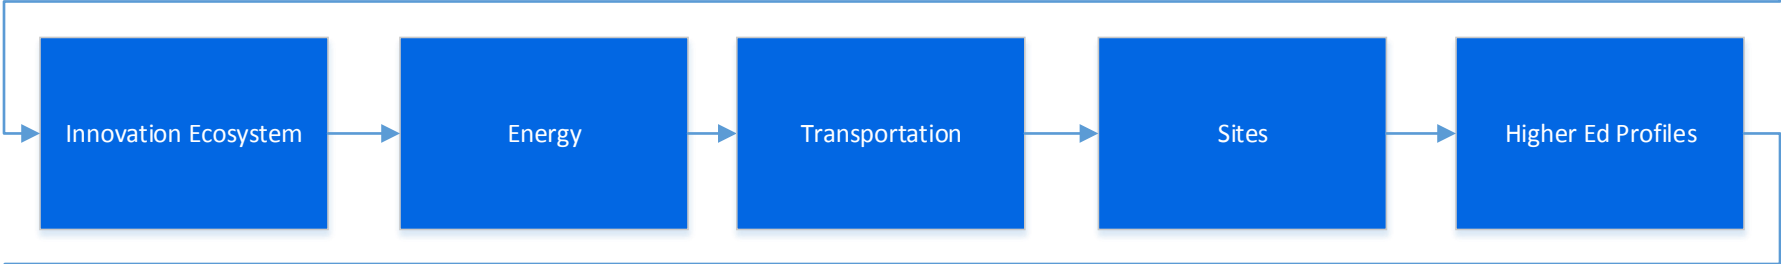 Innovation Ecosystem
Energy
Transportation
Sites
Higher Ed Profiles